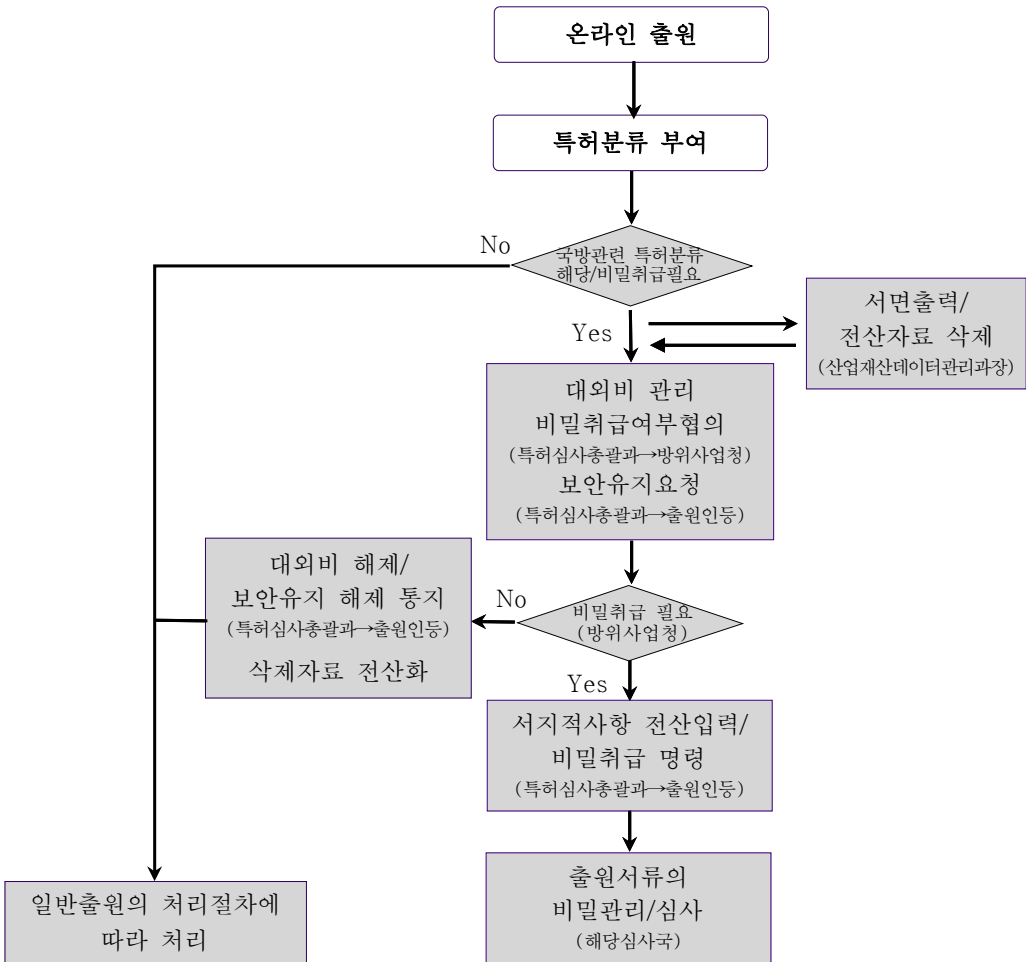 온라인 출원
특허분류 부여
No
국방관련 특허분류
해당/비밀취급필요
Yes
서면출력/
전산자료 삭제
(산업재산데이터관리과장)
대외비 관리
비밀취급여부협의
(특허심사총괄과→방위사업청)
보안유지요청
(특허심사총괄과→출원인등)
대외비 해제/
보안유지 해제 통지
(특허심사총괄과→출원인등)
삭제자료 전산화
No
비밀취급 필요
(방위사업청)
Yes
서지적사항 전산입력/
비밀취급 명령
(특허심사총괄과→출원인등)
일반출원의 처리절차에
따라 처리
출원서류의
비밀관리/심사
(해당심사국)